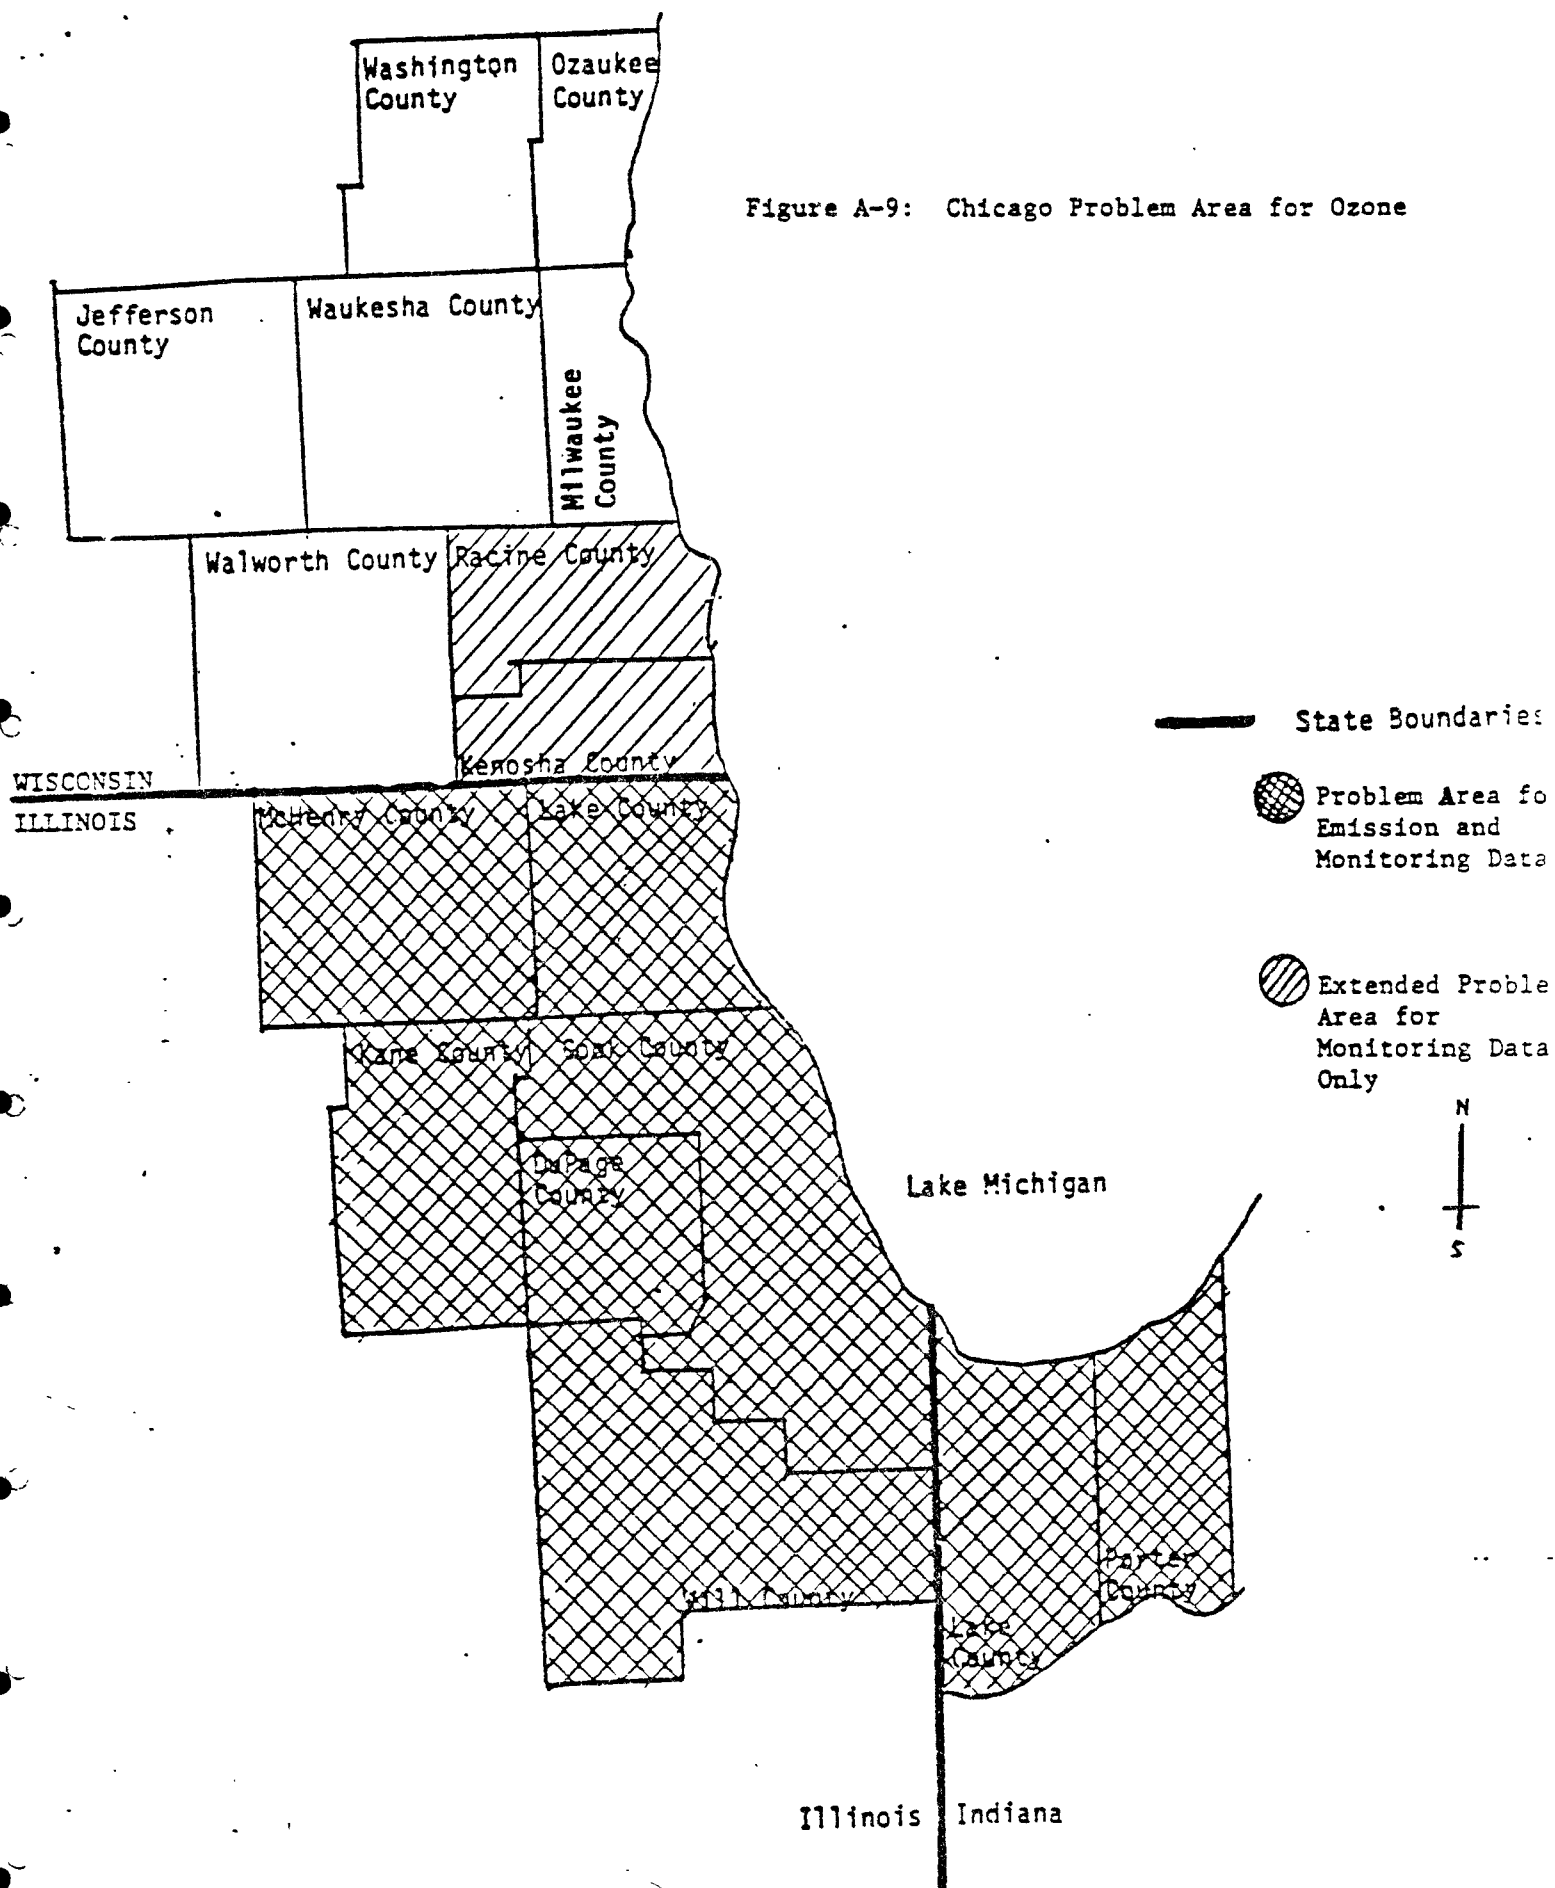 Washington
County
Ozaukee
County
Figure A-9: Chicago Problem Area for Ozone
Jefferson
County
Waukesha County
Milwaukee
County
Walworth County
Racine County
Kenosha County
WISCONSIN
ILLINOIS
McHenry County
Lake County
State Boundaries
Problem Area fo
Emission and
Monitoring Data
Extended Proble
Area for
Monitoring Data
Only
N
S
Kane County
Cook County
DuPage
County
Lake Michigan
Porter
County
Will County
Lake
County
Illinois
Indiana